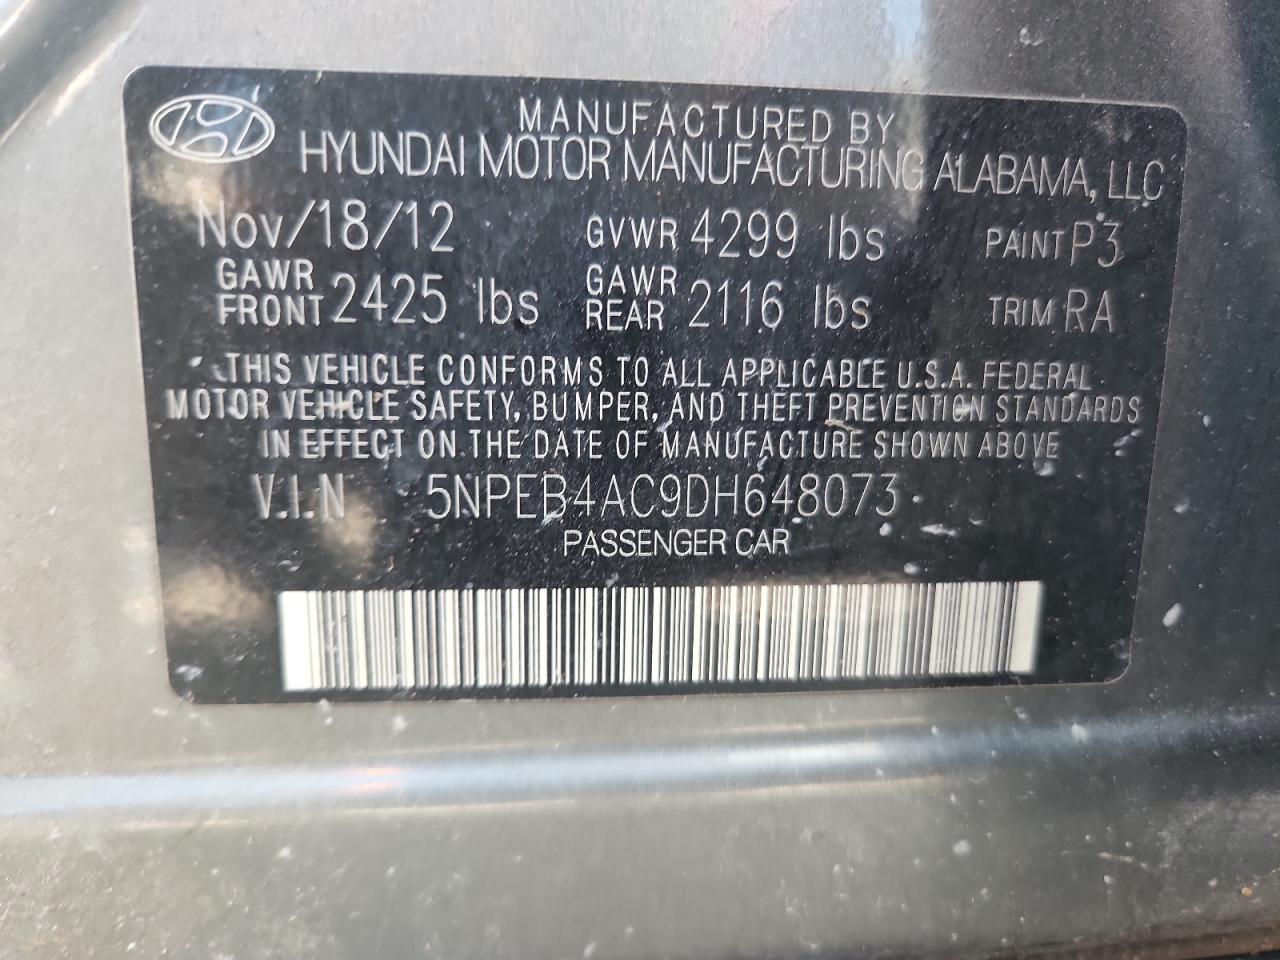 MANUFACTURED BY
HYUNDAI MOTOR MANUFACTURING ALABAMA, LLC
Nov/18/12 GVWR 4299 lbs PAINT P3
GAWR FRONT 2425 lbs GAWR REAR 2116 lbs TRIM RA
THIS VEHICLE CONFORMS TO ALL APPLICABLE U.S.A. FEDERAL
MOTOR VEHICLE SAFETY, BUMPER, AND THEFT PREVENTION STANDARDS
IN EFFECT ON THE DATE OF MANUFACTURE SHOWN ABOVE
V.I.N 5NPEB4AC9DH648073
PASSENGER CAR